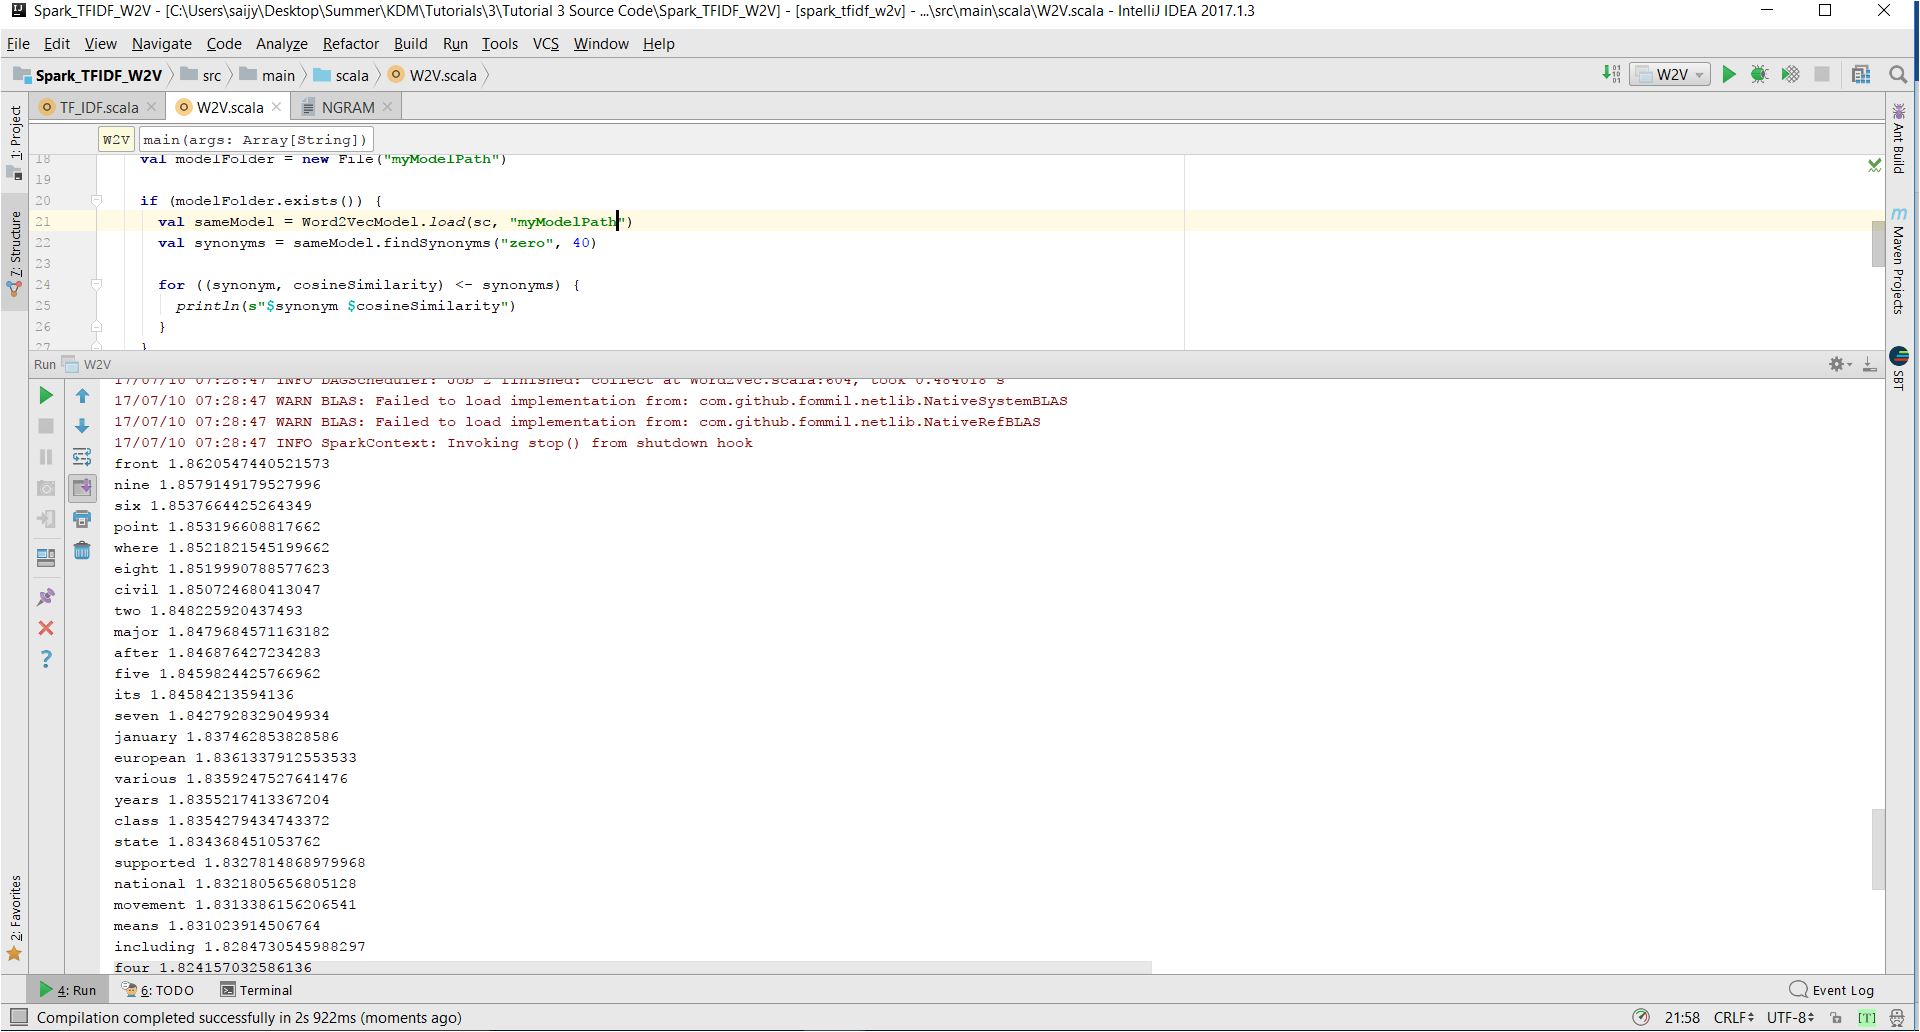 Spark_TFIDF_W2V - [C:\Users\saijy\Desktop\Summer\KDM\Tutorials\3\Tutorial 3 Source Code\Spark_TFIDF_W2V] - [spark_tfidf_w2v] - ...\src\main\scala\W2V.scala - IntelliJ IDEA 2017.1.3
File Edit View Navigate Code Analyze Refactor Build Run Tools VCS Window Help
Spark_TFIDF_W2V src main scala W2V.scala
W2V
TF_IDF.scala W2V.scala NGRAM
W2V main(args: Array[String])
18 val modelFolder = new File("myModelPath")
19
20 if (modelFolder.exists()) {
21 val sameModel = Word2VecModel.load(sc, "myModelPath")
22 val synonyms = sameModel.findSynonyms("zero", 40)
23
24 for ((synonym, cosineSimilarity) <- synonyms) {
25 println(s"$synonym $cosineSimilarity")
26 }
27 }
1: Project
7: Structure
2: Favorites
Ant Build
Maven Projects
SBT
Run W2V
17/07/10 07:28:47 INFO DAGScheduler: Job 2 finished: collect at Word2Vec.scala:604, took 0.484018 s
17/07/10 07:28:47 WARN BLAS: Failed to load implementation from: com.github.fommil.netlib.NativeSystemBLAS
17/07/10 07:28:47 WARN BLAS: Failed to load implementation from: com.github.fommil.netlib.NativeRefBLAS
17/07/10 07:28:47 INFO SparkContext: Invoking stop() from shutdown hook
front 1.8620547440521573
nine 1.8579149179527996
six 1.8537664425264349
point 1.853196608817662
where 1.8521821545199662
eight 1.8519990788577623
civil 1.850724680413047
two 1.848225920437493
major 1.8479684571163182
after 1.846876427234283
five 1.8459824425766962
its 1.84584213594136
seven 1.8427928329049934
january 1.837462853828586
european 1.8361337912553533
various 1.8359247527641476
years 1.8355217413367204
class 1.8354279434743372
state 1.834368451053762
supported 1.8327814868979968
national 1.8321805656805128
movement 1.8313386156206541
means 1.831023914506764
including 1.8284730545988297
four 1.824157032586136
4: Run 6: TODO Terminal Event Log
Compilation completed successfully in 2s 922ms (moments ago) 21:58 CRLF UTF-8 [T]